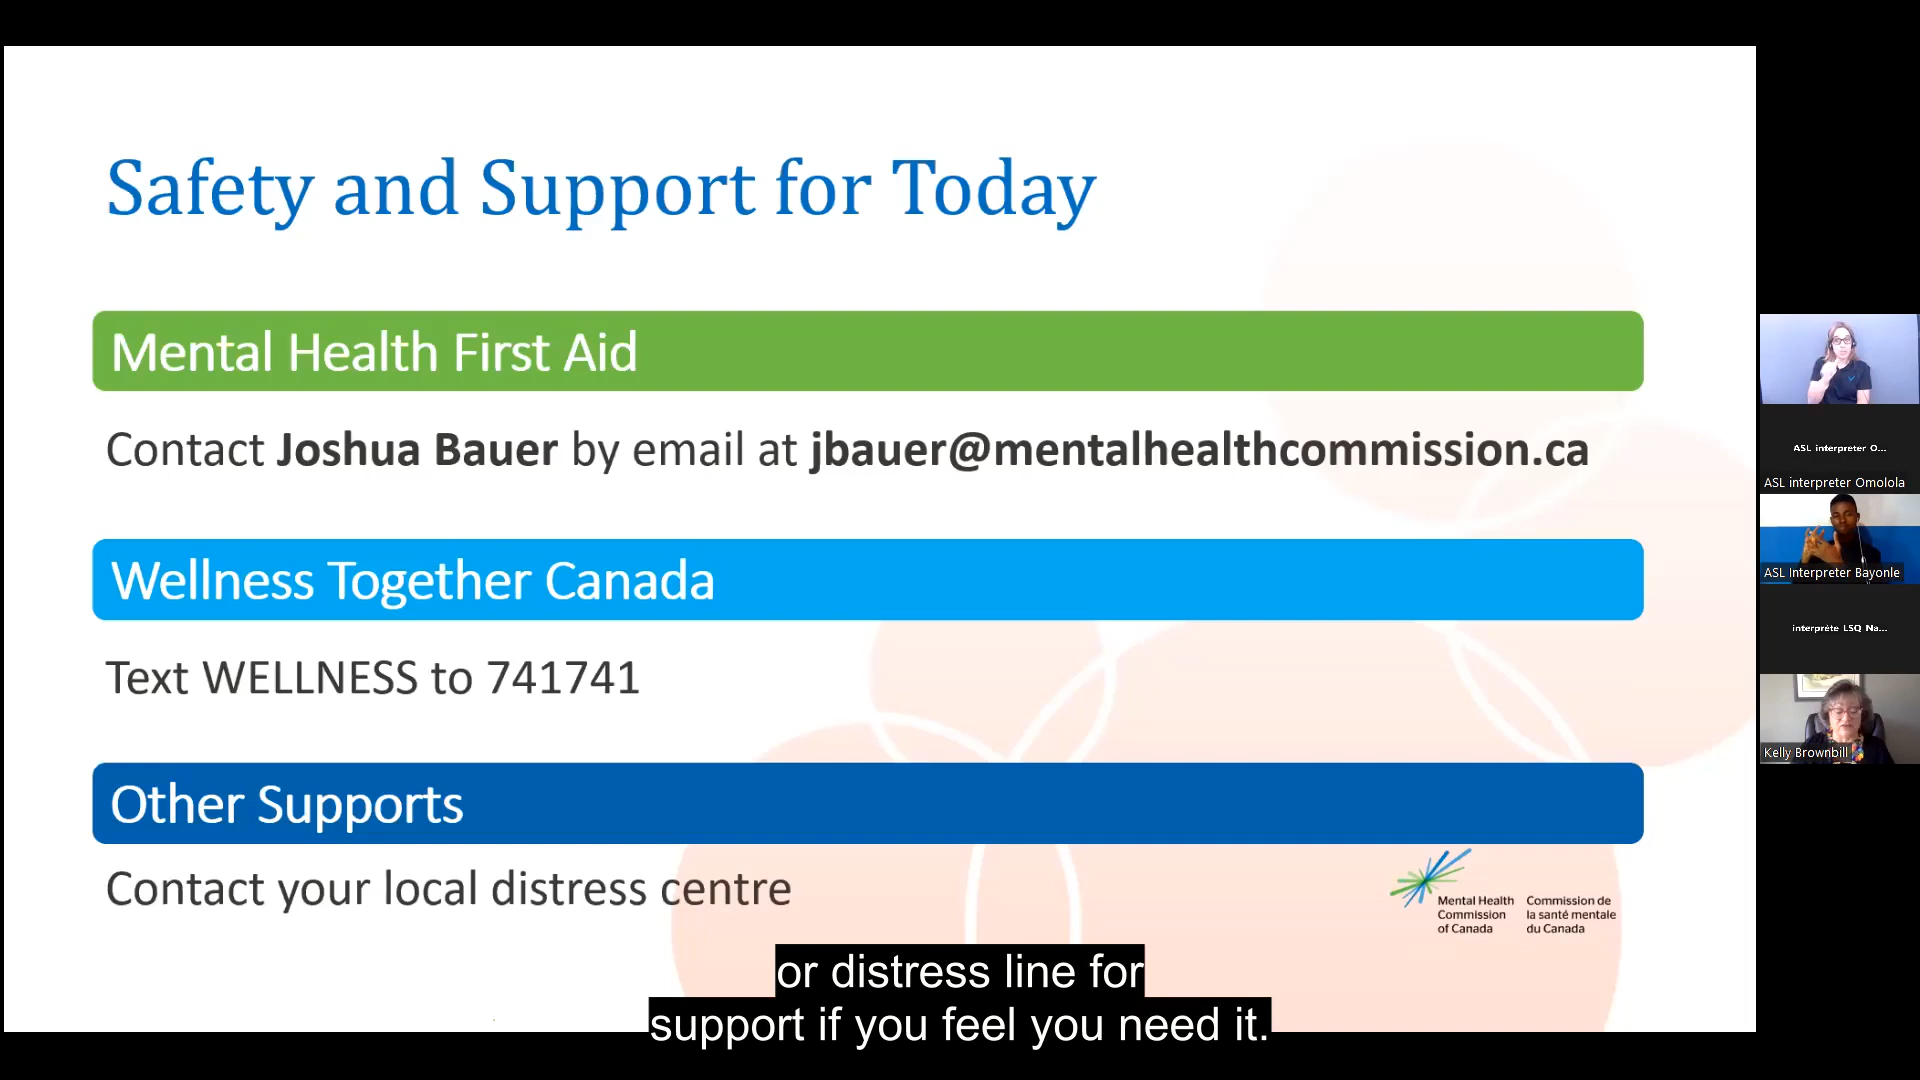 Safety and Support for Today
Mental Health First Aid
Contact Joshua Bauer by email at jbauer@mentalhealthcommission.ca
Wellness Together Canada
Text WELLNESS to 741741
Other Supports
Contact your local distress centre
Mental Health
Commission
of Canada
Commission de
la santé mentale
du Canada
or distress line for
support if you feel you need it.
ASL interpreter O...
ASL interpreter Omolola
ASL Interpreter Bayonle
interprète LSQ Na...
Kelly Brownbill